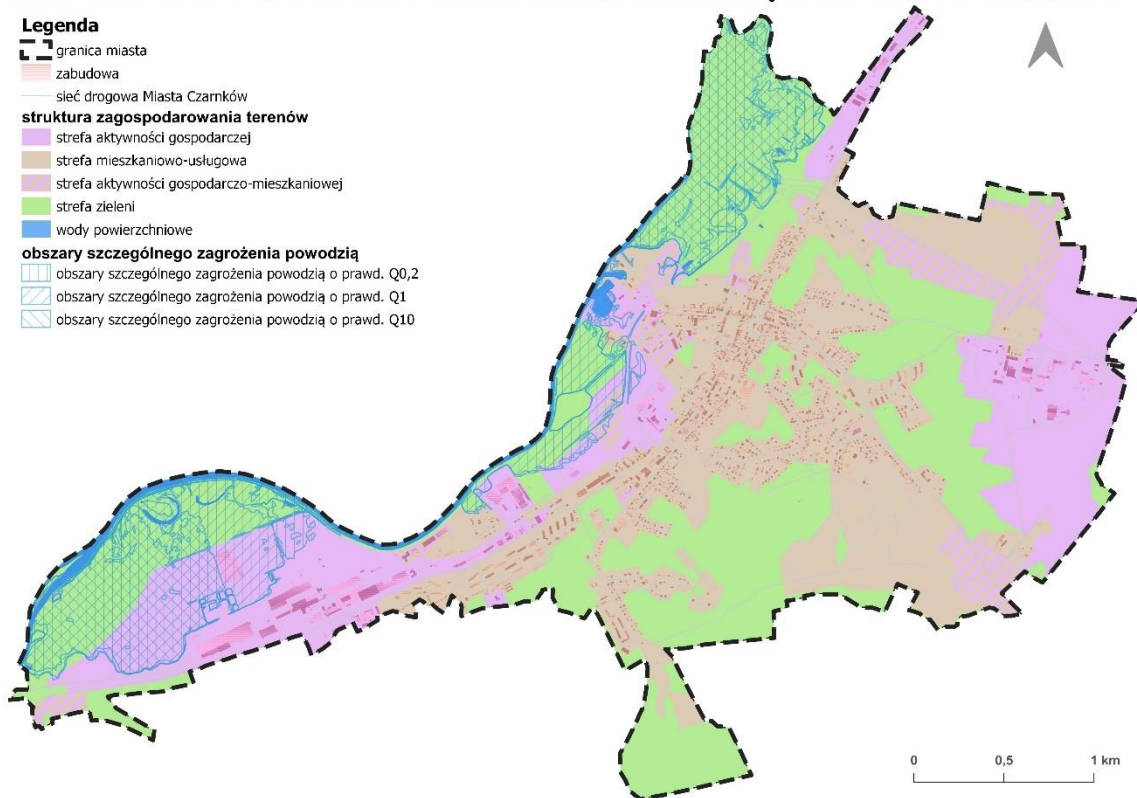 Legenda
granica miasta
zabudowa
sieć drogowa Miasta Czarnków
struktura zagospodarowania terenów
strefa aktywności gospodarczej
strefa mieszkaniowo-usługowa
strefa aktywności gospodarczo-mieszkaniowej
strefa zieleni
wody powierzchniowe
obszary szczególnego zagrożenia powodzią
obszary szczególnego zagrożenia powodzią o prawd. Q0,2
obszary szczególnego zagrożenia powodzią o prawd. Q1
obszary szczególnego zagrożenia powodzią o prawd. Q10
0 0,5 1 km